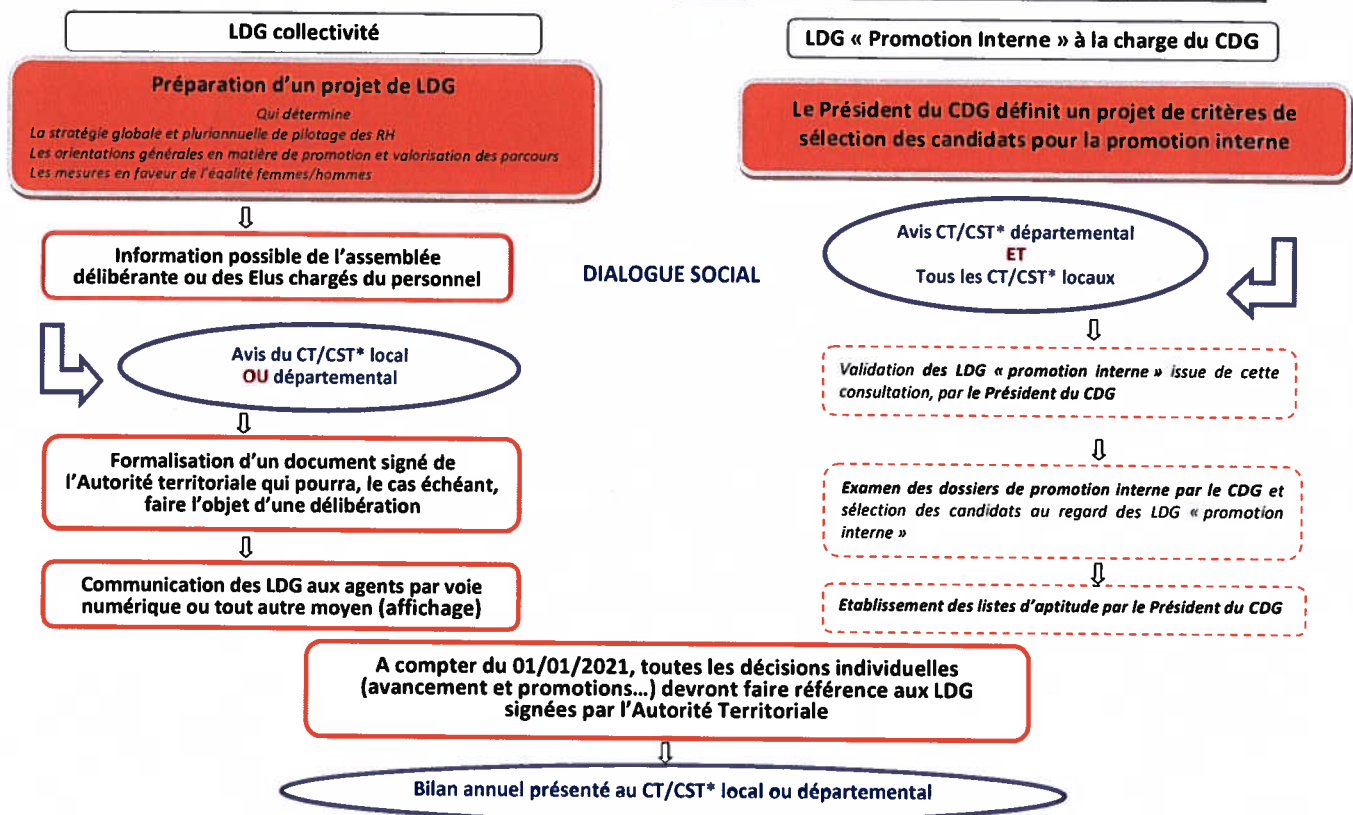 LDG collectivité
Préparation d'un projet de LDG
Qui détermine
La stratégie globale et pluriannuelle de pilotage des RH
Les orientations générales en matière de promotion et valorisation des parcours
Les mesures en faveur de l'égalité femmes/hommes
Information possible de l'assemblée
délibérante ou des Elus chargés du personnel
Avis du CT/CST* local
OU départemental
Formalisation d'un document signé de
l'Autorité territoriale qui pourra, le cas échéant,
faire l'objet d'une délibération
Communication des LDG aux agents par voie
numérique ou tout autre moyen (affichage)
DIALOGUE SOCIAL
LDG « Promotion Interne » à la charge du CDG
Le Président du CDG définit un projet de critères de
sélection des candidats pour la promotion interne
Avis CT/CST* départemental
ET
Tous les CT/CST* locaux
Validation des LDG « promotion interne » issue de cette
consultation, par le Président du CDG
Examen des dossiers de promotion interne par le CDG et
sélection des candidats au regard des LDG « promotion
interne »
Etablissement des listes d'aptitude par le Président du CDG
A compter du 01/01/2021, toutes les décisions individuelles
(avancement et promotions...) devront faire référence aux LDG
signées par l'Autorité Territoriale
Bilan annuel présenté au CT/CST* local ou départemental